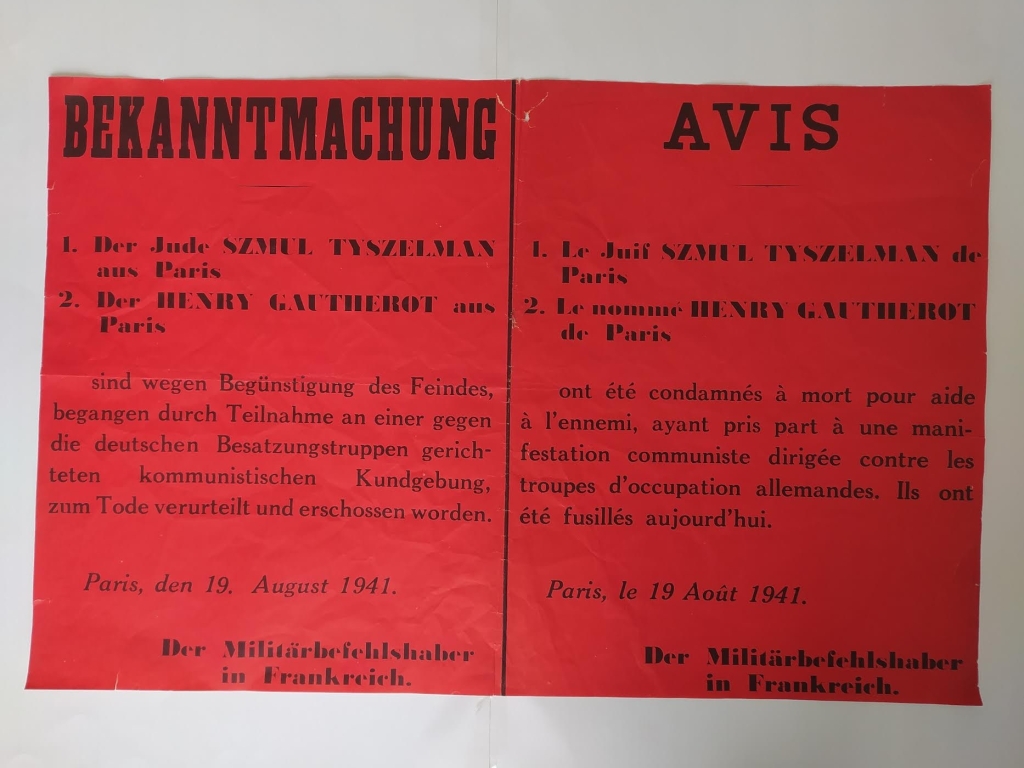 BEKANNTMACHUNG
1. Der Jude SZMUL TYSZELMAN
aus Paris
2. Der HENRY GAUTHEROT aus
Paris
sind wegen Begünstigung des Feindes,
begangen durch Teilnahme an einer gegen
die deutschen Besatzungstruppen gerich-
teten kommunistischen Kundgebung,
zum Tode verurteilt und erschossen worden.
Paris, den 19. August 1941.
Der Militärbefehlshaber
in Frankreich.
AVIS
1. Le Juif SZMUL TYSZELMAN de
Paris
2. Le nommé HENRY GAUTHEROT
de Paris
ont été condamnés à mort pour aide
à l'ennemi, ayant pris part à une mani-
festation communiste dirigée contre les
troupes d'occupation allemandes. Ils ont
été fusillés aujourd'hui.
Paris, le 19 Août 1941.
Der Militärbefehlshaber
in Frankreich.